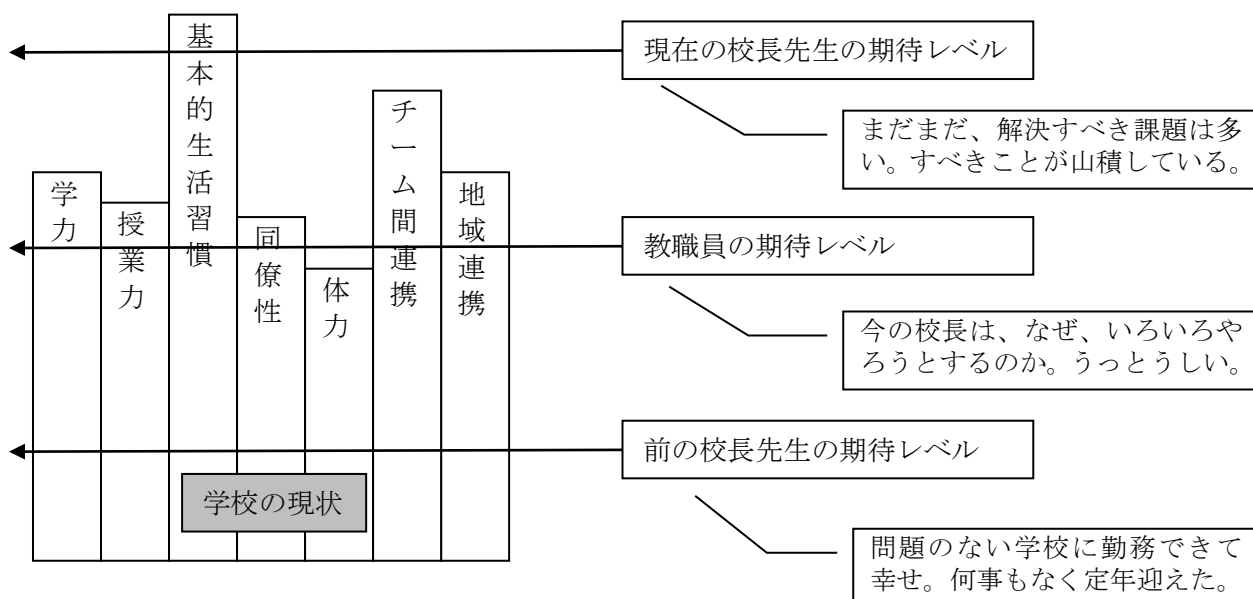 学力
授業力
基本的生活習慣
同僚性
体力
チーム間連携
地域連携
学校の現状
現在の校長先生の期待レベル
まだまだ、解決すべき課題は多
い。すべきことが山積している。
教職員の期待レベル
今の校長は、なぜ、いろいろや
ろうとするのか。うっとうしい。
前の校長先生の期待レベル
問題のない学校に勤務できて
幸せ。何事もなく定年迎えた。